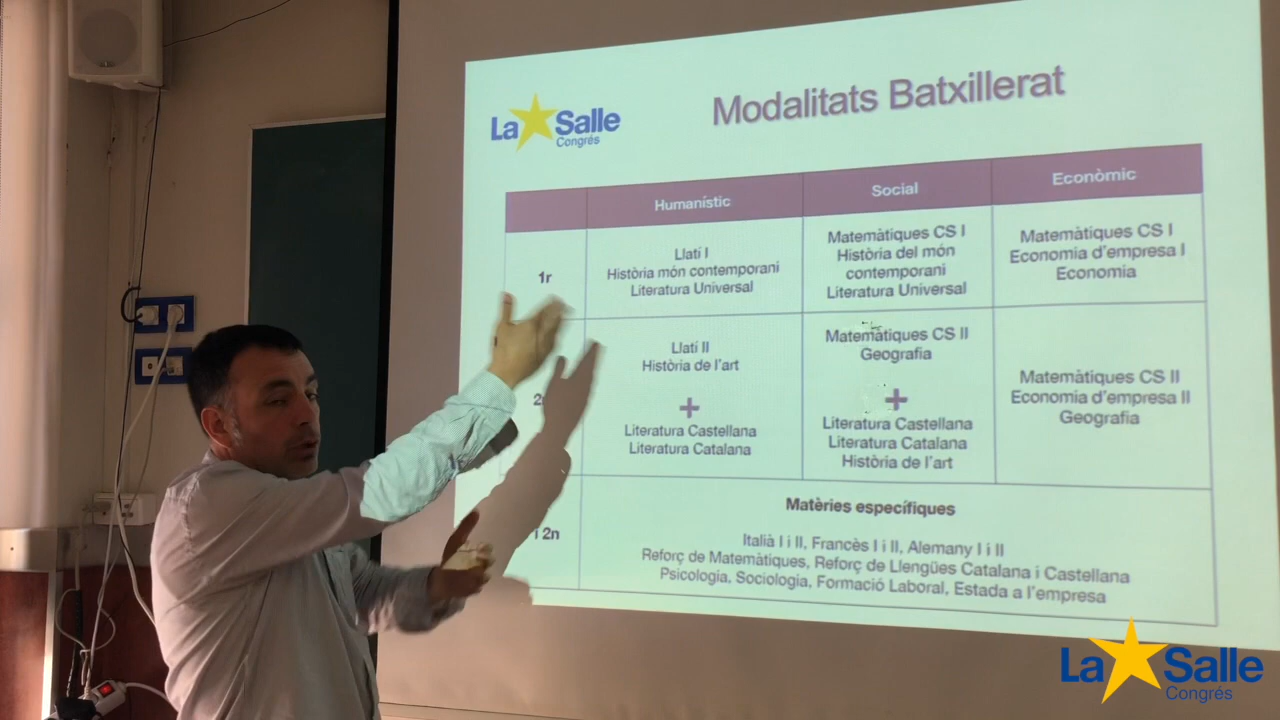 La Salle
Congrés
Modalitats Batxillerat
Humanístic
Social
Econòmic
1r
Llatí I
Història món contemporani
Literatura Universal
Matemàtiques CS I
Història del món
contemporani
Literatura Universal
Matemàtiques CS I
Economia d'empresa I
Economia
Llatí II
Història de l'art
+
Literatura Castellana
Literatura Catalana
Matemàtiques CS II
Geografia
+
Literatura Castellana
Literatura Catalana
Història de l'art
Matemàtiques CS II
Economia d'empresa II
Geografia
i 2n
Matèries específiques
Italià I i II, Francès I i II, Alemany I i II
Reforç de Matemàtiques, Reforç de Llengües Catalana i Castellana
Psicologia, Sociologia, Formació Laboral, Estada a l'empresa
La Salle
Congrés